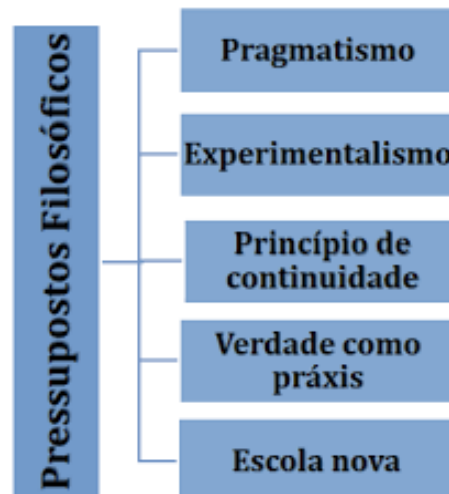 Pressupostos Filosóficos
Pragmatismo
Experimentalismo
Princípio de
continuidade
Verdade como
práxis
Escola nova